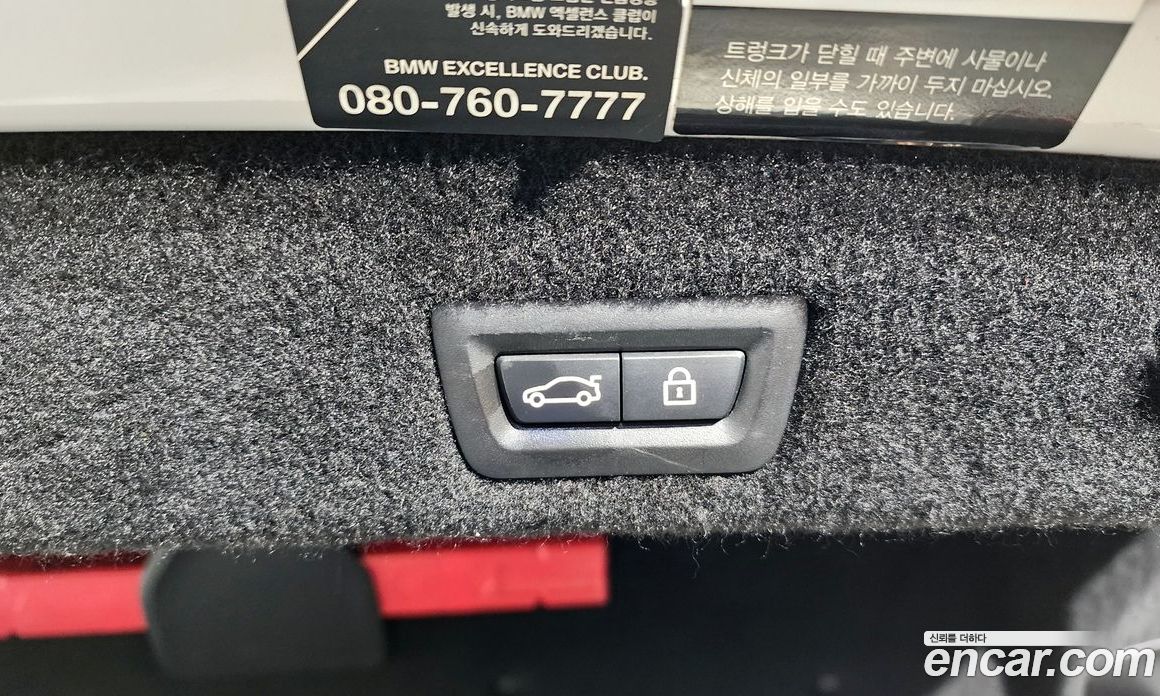 발생 시, BMW 엑셀런스 클럽이
신속하게 도와드리겠습니다.
BMW EXCELLENCE CLUB.
080-760-7777
트렁크가 닫힐 때 주변에 사물이나
신체의 일부를 가까이 두지 마십시오.
상해를 입을 수도 있습니다.
신뢰를 더하다
encar.com